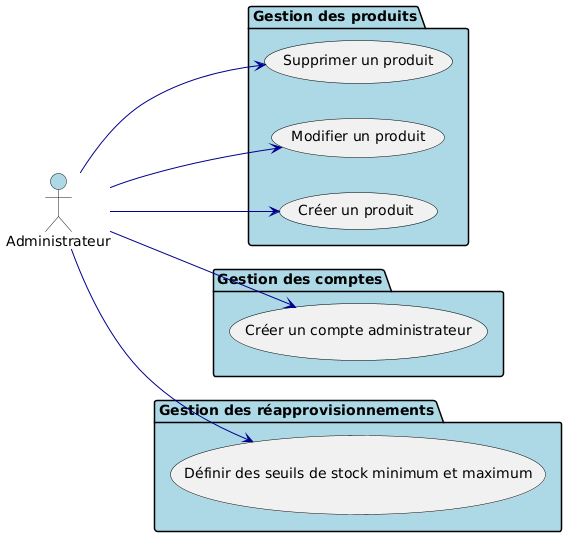 Gestion des produits
Supprimer un produit
Modifier un produit
Créer un produit
Administrateur
Gestion des comptes
Créer un compte administrateur
Gestion des réapprovisionnements
Définir des seuils de stock minimum et maximum